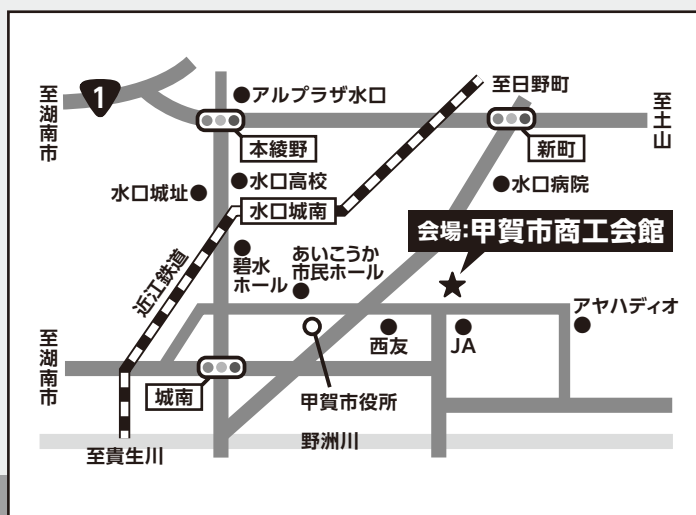 至日野町
1
アルプラザ水口
至湖南市
至土山
本綾野
新町
水口高校
水口病院
水口城址
水口城南
会場:甲賀市商工会館
近江鉄道
碧水
ホール
あいこうか
市民ホール
アヤハディオ
西友
JA
至湖南市
城南
甲賀市役所
野洲川
至貴生川